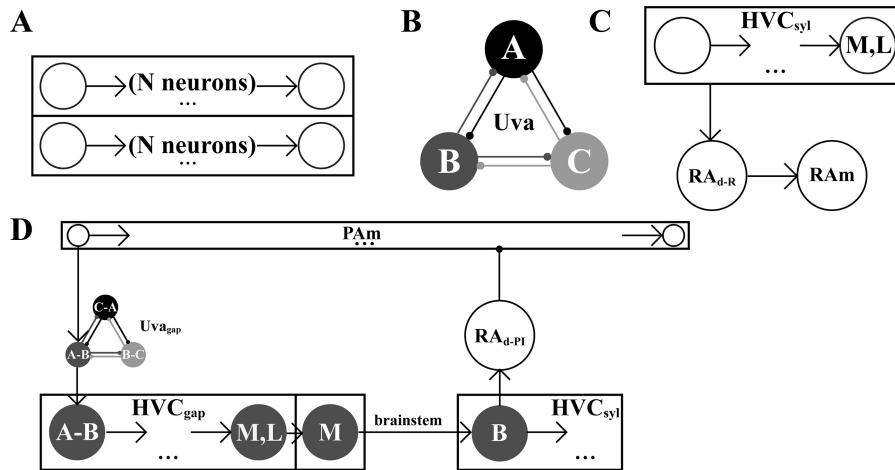 A
(N neurons)
...
(N neurons)
...
B
A
Uva
B
C
C
HVCsyl
M,L
...
RAd-R
RAm
D
PAm
...
C-A
Uvagap
A-B
B-C
RAd-PI
HVCgap
A-B
M,L
M
...
brainstem
HVCsyl
B
...